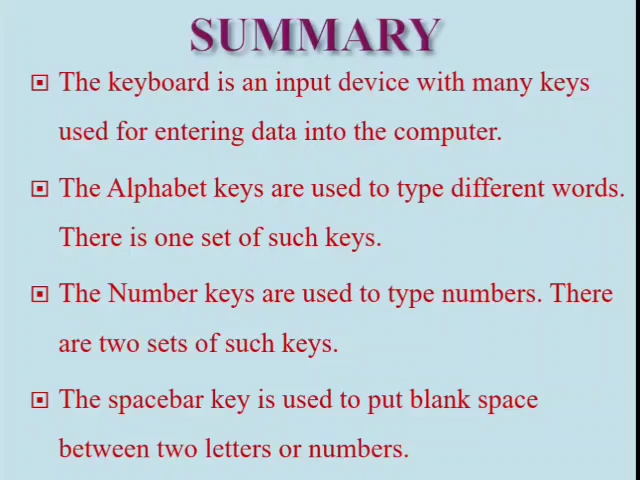 SUMMARY
The keyboard is an input device with many keys
used for entering data into the computer.
The Alphabet keys are used to type different words.
There is one set of such keys.
The Number keys are used to type numbers. There
are two sets of such keys.
The spacebar key is used to put blank space
between two letters or numbers.